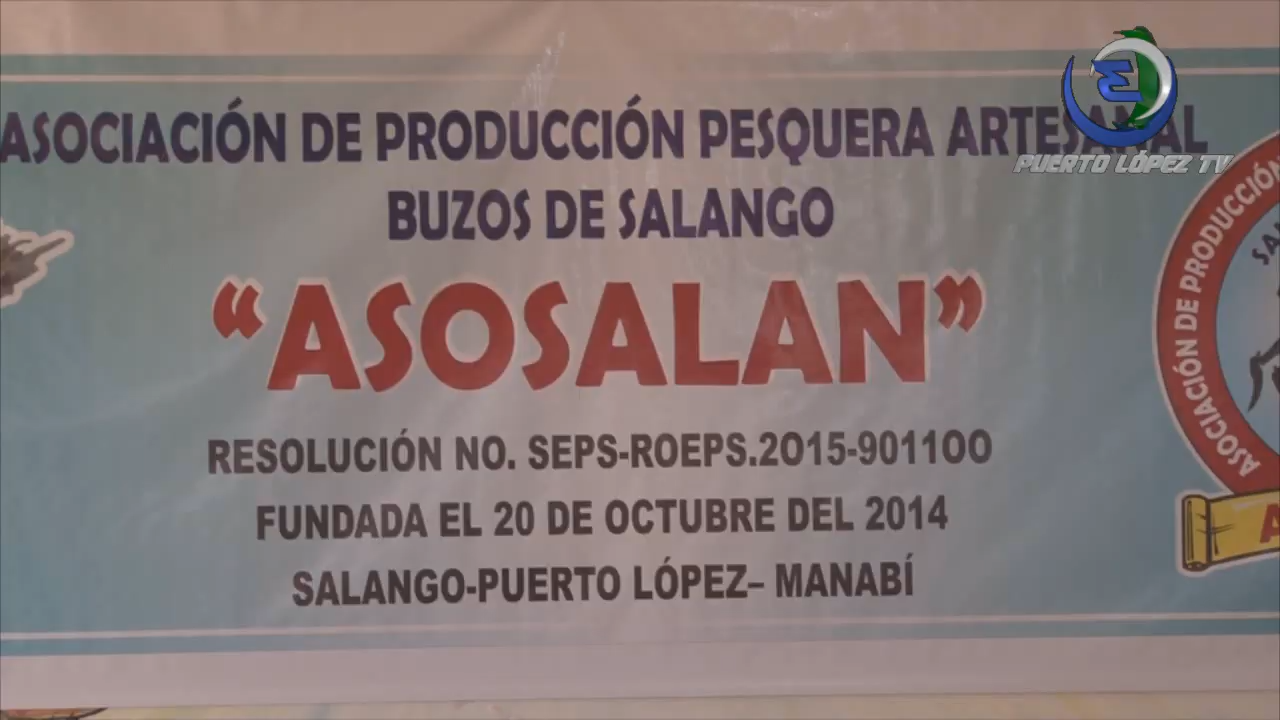 PUERTO LÓPEZ TV
ASOCIACIÓN DE PRODUCCIÓN PESQUERA ARTESANAL
BUZOS DE SALANGO
“ASOSALAN”
RESOLUCIÓN NO. SEPS-ROEPS.2015-901100
FUNDADA EL 20 DE OCTUBRE DEL 2014
SALANGO-PUERTO LÓPEZ– MANABÍ
ASOCIACIÓN DE PRODUCCIÓN